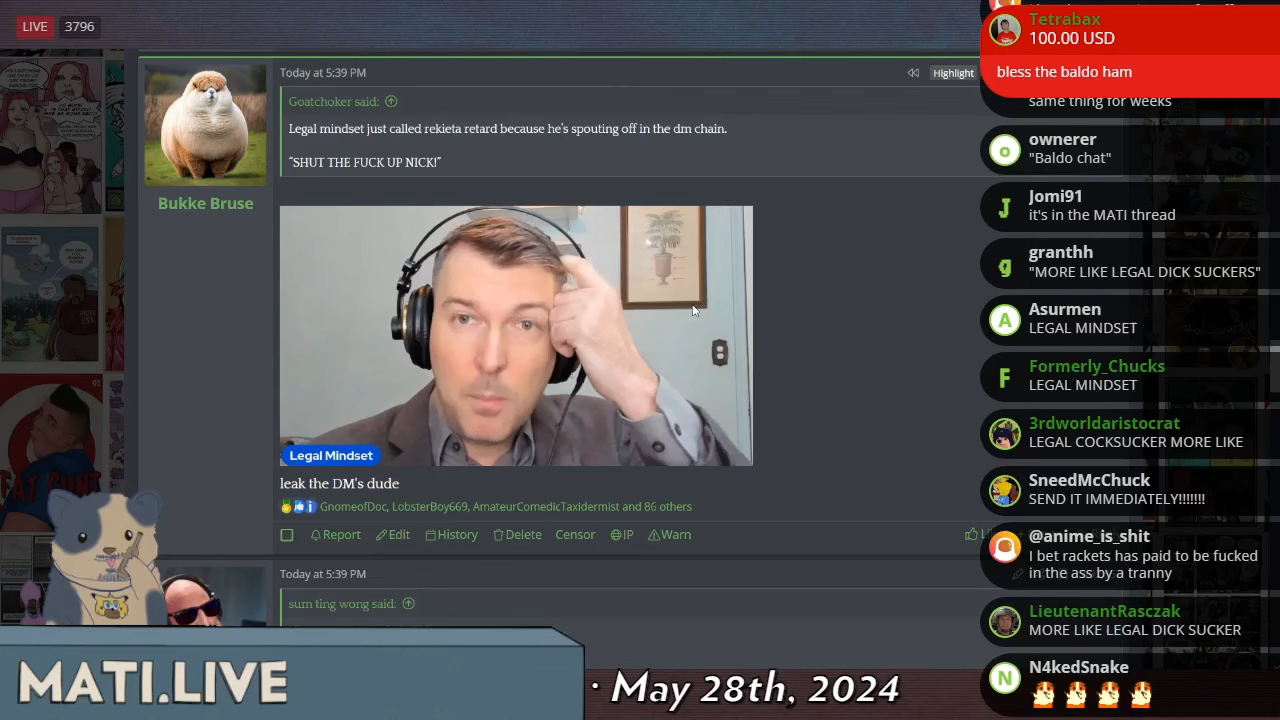 LIVE 3796
Today at 5:39 PM
Highlight
Goatchoker said:
Legal mindset just called rekieta retard because he's spouting off in the dm chain.
“SHUT THE FUCK UP NICK!”
Bukke Bruse
Legal Mindset
leak the DM's dude
GnomeofDoc, LobsterBoy669, AmateurComedicTaxidermist and 86 others
Report Edit History Delete Censor IP Warn
Today at 5:39 PM
sum ting wong said:
MATI.LIVE
· May 28th, 2024
Tetrabax
100.00 USD
bless the baldo ham
same thing for weeks
ownerer
"Baldo chat"
Jomi91
it's in the MATI thread
granthh
"MORE LIKE LEGAL DICK SUCKERS"
Asurmen
LEGAL MINDSET
Formerly_Chucks
LEGAL MINDSET
3rdworldaristocrat
LEGAL COCKSUCKER MORE LIKE
SneedMcChuck
SEND IT IMMEDIATELY!!!!!!!
@anime_is_shit
I bet rackets has paid to be fucked
in the ass by a tranny
LieutenantRasczak
MORE LIKE LEGAL DICK SUCKER
N4kedSnake